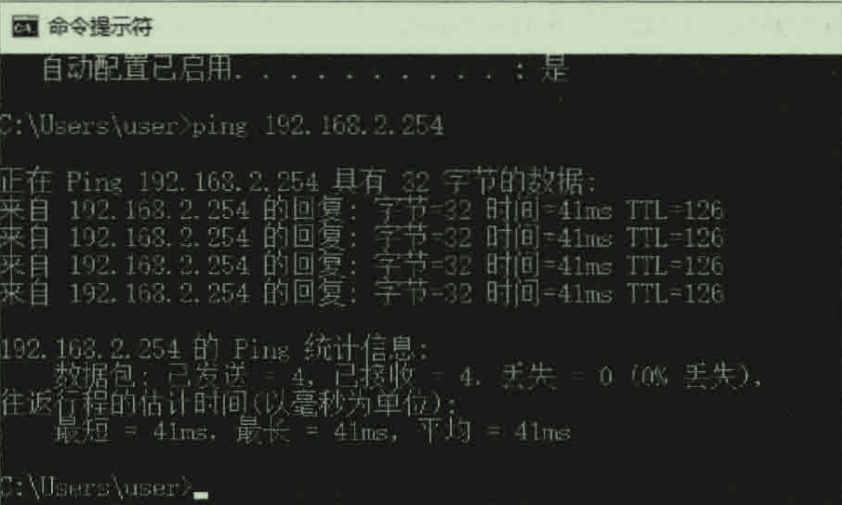 命令提示符
自动配置已启用. . . . . . . . . . . : 是
C:\Users\user>ping 192.168.2.254
正在 Ping 192.168.2.254 具有 32 字节的数据:
来自 192.168.2.254 的回复: 字节=32 时间=41ms TTL=126
来自 192.168.2.254 的回复: 字节=32 时间=41ms TTL=126
来自 192.168.2.254 的回复: 字节=32 时间=41ms TTL=126
来自 192.168.2.254 的回复: 字节=32 时间=41ms TTL=126
192.168.2.254 的 Ping 统计信息:
数据包: 已发送 = 4, 已接收 = 4, 丢失 = 0 (0% 丢失),
往返行程的估计时间(以毫秒为单位):
最短 = 41ms, 最长 = 41ms, 平均 = 41ms
C:\Users\user>